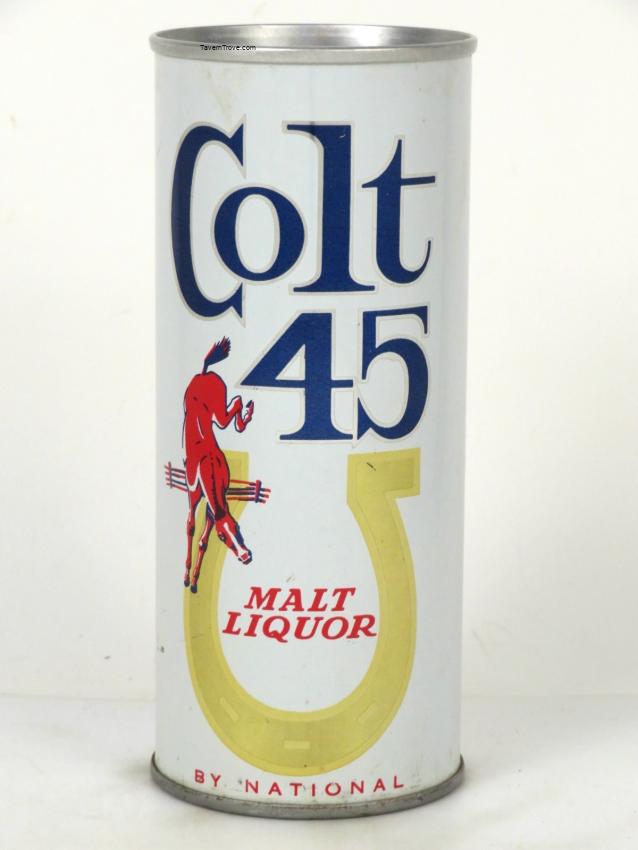 TavernTrove.com
Colt
45
MALT
LIQUOR
BY NATIONAL